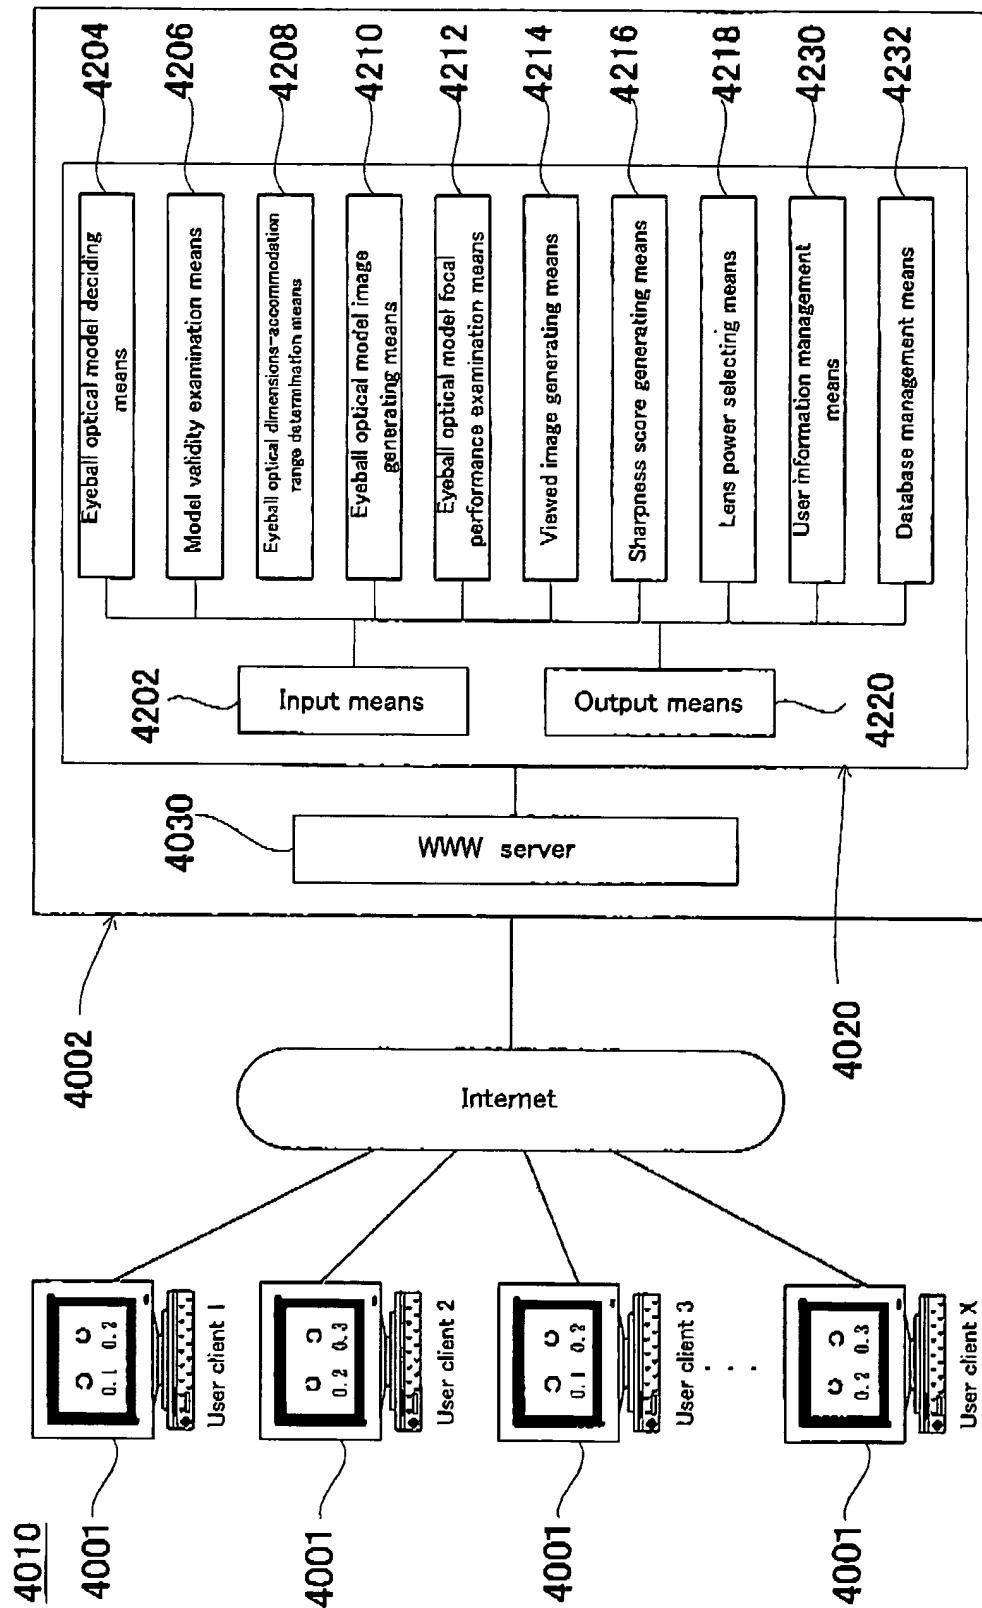 4010
4001
0.1 0.2
User client 1
4001
0.2 0.3
User client 2
4001
0.1 0.2
User client 3
. . .
4001
0.2 0.3
User client X
Internet
4002
4030
WWW server
4020
4202
Input means
Output means
4220
Eyeball optical model deciding
means
4204
Model validity examination means
4206
Eyeball optical dimensions-accommodation
range determination means
4208
Eyeball optical model image
generating means
4210
Eyeball optical model focal
performance examination means
4212
Viewed image generating means
4214
Sharpness score generating means
4216
Lens power selecting means
4218
User information management
means
4230
Database management means
4232